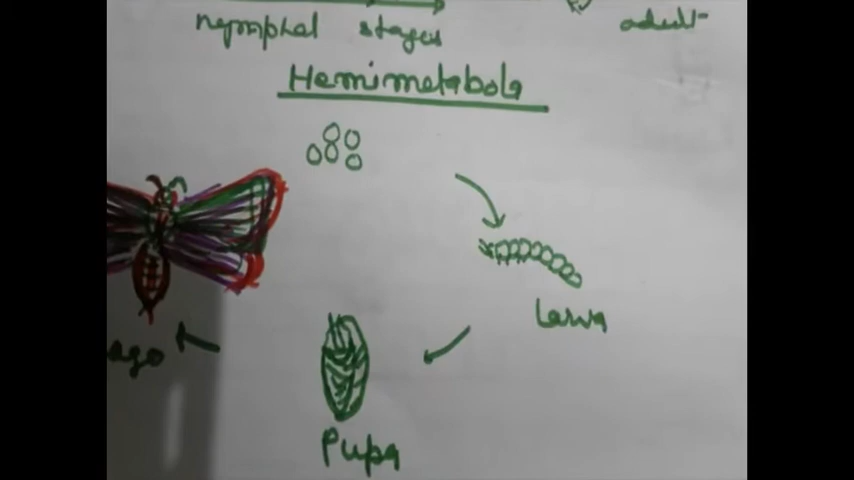 nymphal stages adult
Hemimetabola
Larva
ago
Pupa